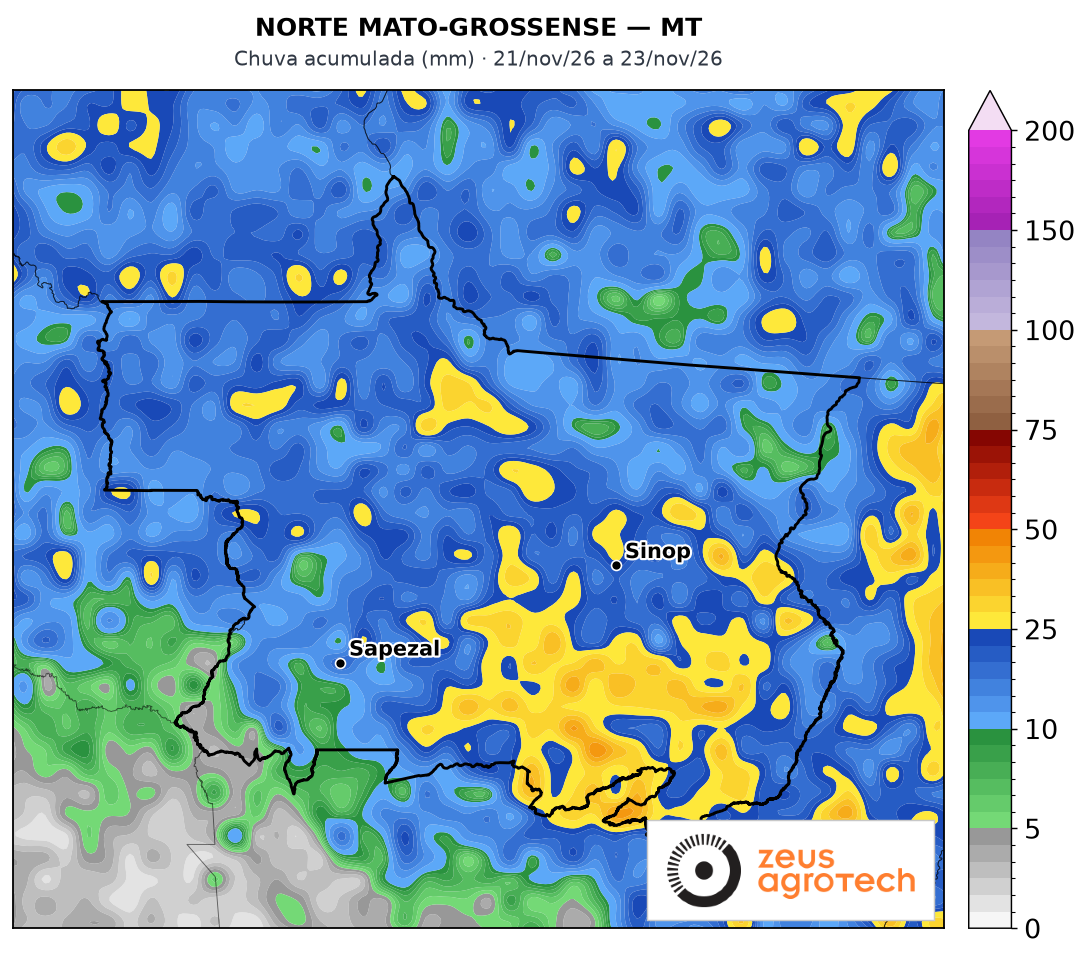 NORTE MATO-GROSSENSE — MT
Chuva acumulada (mm) · 21/nov/26 a 23/nov/26
200
150
100
75
50
25
10
5
0
Sinop
Sapezal
zeus
agrotech